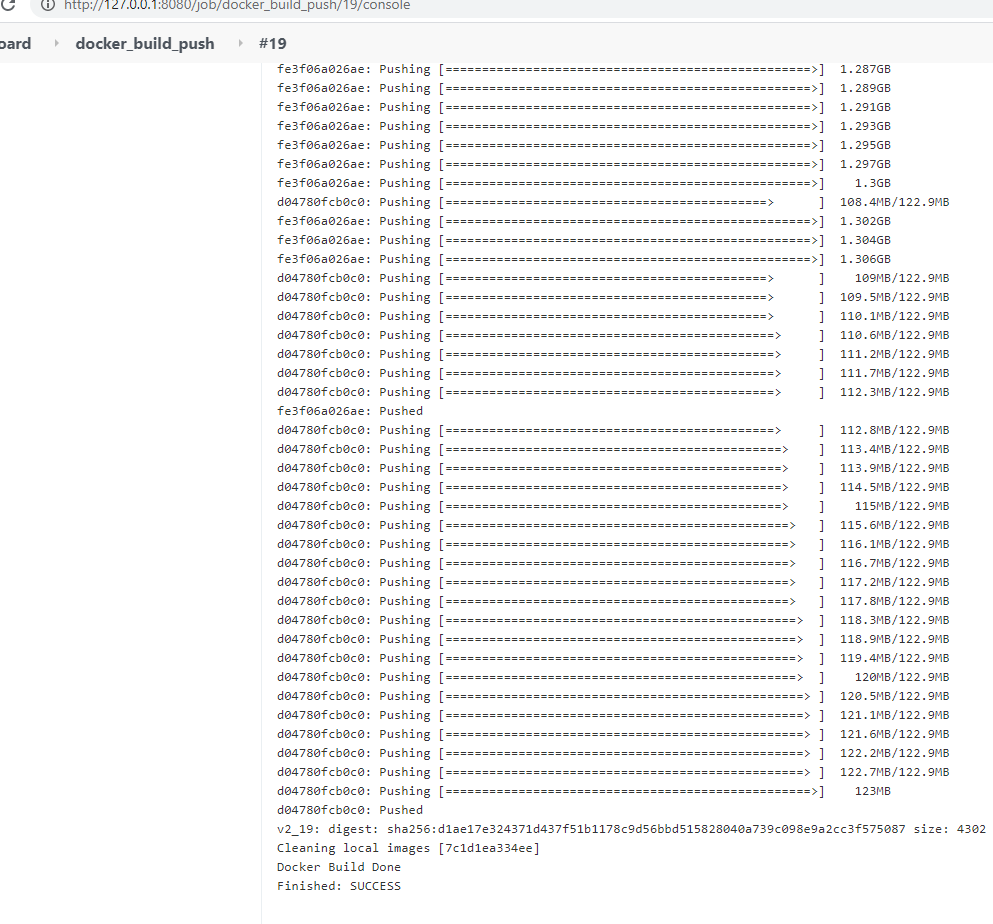 http://127.0.0.1:8080/job/docker_build_push/19/console
oard > docker_build_push > #19
fe3f06a026ae: Pushing [==================================================>]  1.287GB
fe3f06a026ae: Pushing [==================================================>]  1.289GB
fe3f06a026ae: Pushing [==================================================>]  1.291GB
fe3f06a026ae: Pushing [==================================================>]  1.293GB
fe3f06a026ae: Pushing [==================================================>]  1.295GB
fe3f06a026ae: Pushing [==================================================>]  1.297GB
fe3f06a026ae: Pushing [==================================================>]    1.3GB
d04780fcb0c0: Pushing [============================================>      ]  108.4MB/122.9MB
fe3f06a026ae: Pushing [==================================================>]  1.302GB
fe3f06a026ae: Pushing [==================================================>]  1.304GB
fe3f06a026ae: Pushing [==================================================>]  1.306GB
d04780fcb0c0: Pushing [============================================>      ]    109MB/122.9MB
d04780fcb0c0: Pushing [============================================>      ]  109.5MB/122.9MB
d04780fcb0c0: Pushing [============================================>      ]  110.1MB/122.9MB
d04780fcb0c0: Pushing [=============================================>     ]  110.6MB/122.9MB
d04780fcb0c0: Pushing [=============================================>     ]  111.2MB/122.9MB
d04780fcb0c0: Pushing [=============================================>     ]  111.7MB/122.9MB
d04780fcb0c0: Pushing [=============================================>     ]  112.3MB/122.9MB
fe3f06a026ae: Pushed
d04780fcb0c0: Pushing [=============================================>     ]  112.8MB/122.9MB
d04780fcb0c0: Pushing [==============================================>    ]  113.4MB/122.9MB
d04780fcb0c0: Pushing [==============================================>    ]  113.9MB/122.9MB
d04780fcb0c0: Pushing [==============================================>    ]  114.5MB/122.9MB
d04780fcb0c0: Pushing [==============================================>    ]    115MB/122.9MB
d04780fcb0c0: Pushing [===============================================>   ]  115.6MB/122.9MB
d04780fcb0c0: Pushing [===============================================>   ]  116.1MB/122.9MB
d04780fcb0c0: Pushing [===============================================>   ]  116.7MB/122.9MB
d04780fcb0c0: Pushing [===============================================>   ]  117.2MB/122.9MB
d04780fcb0c0: Pushing [===============================================>   ]  117.8MB/122.9MB
d04780fcb0c0: Pushing [================================================>  ]  118.3MB/122.9MB
d04780fcb0c0: Pushing [================================================>  ]  118.9MB/122.9MB
d04780fcb0c0: Pushing [================================================>  ]  119.4MB/122.9MB
d04780fcb0c0: Pushing [================================================>  ]    120MB/122.9MB
d04780fcb0c0: Pushing [=================================================> ]  120.5MB/122.9MB
d04780fcb0c0: Pushing [=================================================> ]  121.1MB/122.9MB
d04780fcb0c0: Pushing [=================================================> ]  121.6MB/122.9MB
d04780fcb0c0: Pushing [=================================================> ]  122.2MB/122.9MB
d04780fcb0c0: Pushing [=================================================> ]  122.7MB/122.9MB
d04780fcb0c0: Pushing [==================================================>]    123MB
d04780fcb0c0: Pushed
v2_19: digest: sha256:d1ae17e324371d437f51b1178c9d56bbd515828040a739c098e9a2cc3f575087 size: 4302
Cleaning local images [7c1d1ea334ee]
Docker Build Done
Finished: SUCCESS